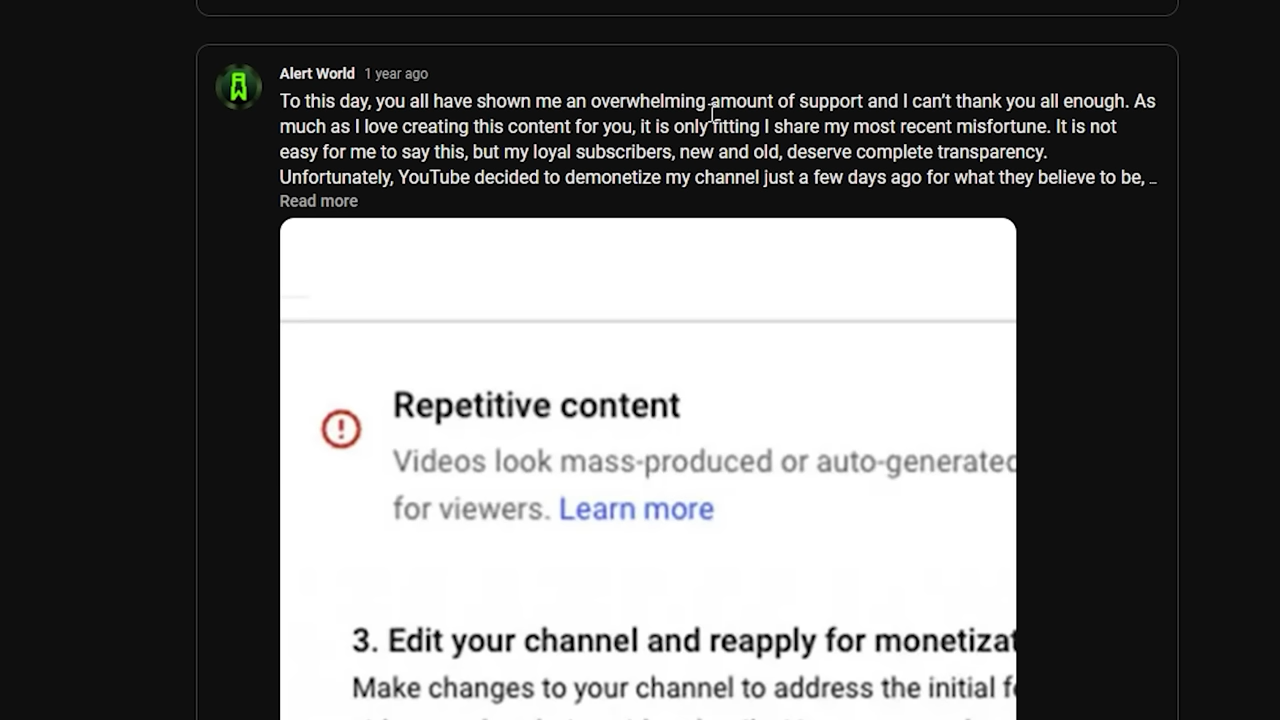 Alert World 1 year ago
To this day, you all have shown me an overwhelming amount of support and I can't thank you all enough. As
much as I love creating this content for you, it is only fitting I share my most recent misfortune. It is not
easy for me to say this, but my loyal subscribers, new and old, deserve complete transparency.
Unfortunately, YouTube decided to demonetize my channel just a few days ago for what they believe to be, ...
Read more
Repetitive content
Videos look mass-produced or auto-generated
for viewers. Learn more
3. Edit your channel and reapply for monetizat
Make changes to your channel to address the initial f